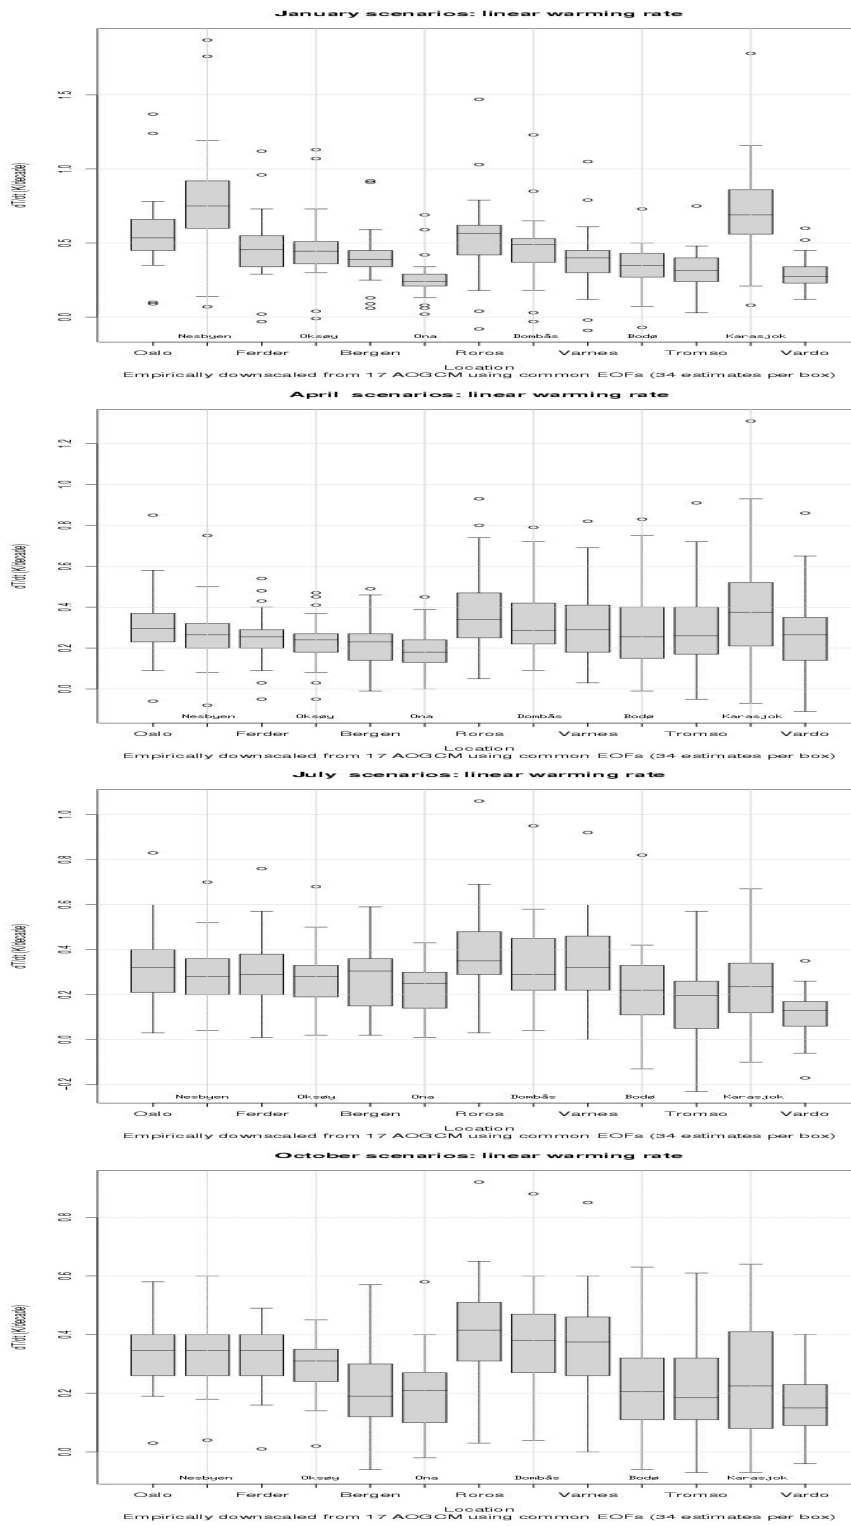 January scenarios: linear warming rate
dT/dt (K/decade)
1.5
1.0
0.5
0.0
Nesbyen Oksøy Ona Dombås Bodø Karasjok
Oslo Ferder Bergen Roros Varnes Tromso Vardo
Location
Empirically downscaled from 17 AOGCM using common EOFs (34 estimates per box)
April scenarios: linear warming rate
dT/dt (K/decade)
1.2
1.0
0.8
0.6
0.4
0.2
0.0
Nesbyen Oksøy Ona Dombås Bodø Karasjok
Oslo Ferder Bergen Roros Varnes Tromso Vardo
Location
Empirically downscaled from 17 AOGCM using common EOFs (34 estimates per box)
July scenarios: linear warming rate
dT/dt (K/decade)
1.0
0.8
0.6
0.4
0.2
0.0
-0.2
Nesbyen Oksøy Ona Dombås Bodø Karasjok
Oslo Ferder Bergen Roros Varnes Tromso Vardo
Location
Empirically downscaled from 17 AOGCM using common EOFs (34 estimates per box)
October scenarios: linear warming rate
dT/dt (K/decade)
0.8
0.6
0.4
0.2
0.0
Nesbyen Oksøy Ona Dombås Bodø Karasjok
Oslo Ferder Bergen Roros Varnes Tromso Vardo
Location
Empirically downscaled from 17 AOGCM using common EOFs (34 estimates per box)